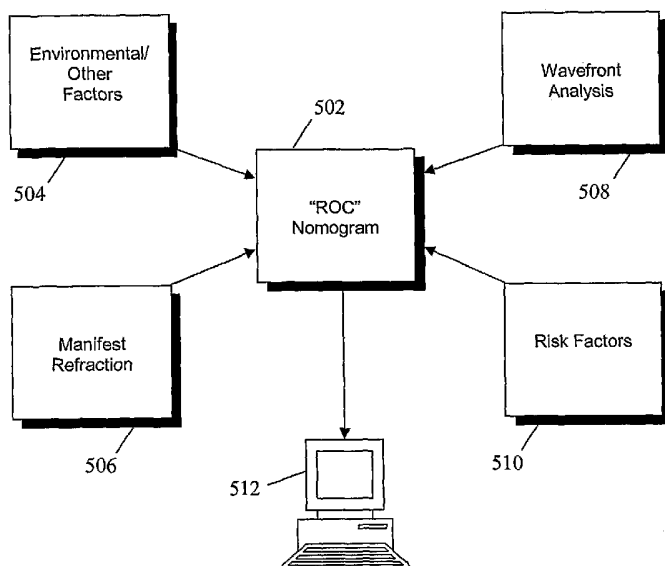 Environmental/
Other
Factors
504
502
"ROC"
Nomogram
Wavefront
Analysis
508
Manifest
Refraction
506
Risk Factors
510
512